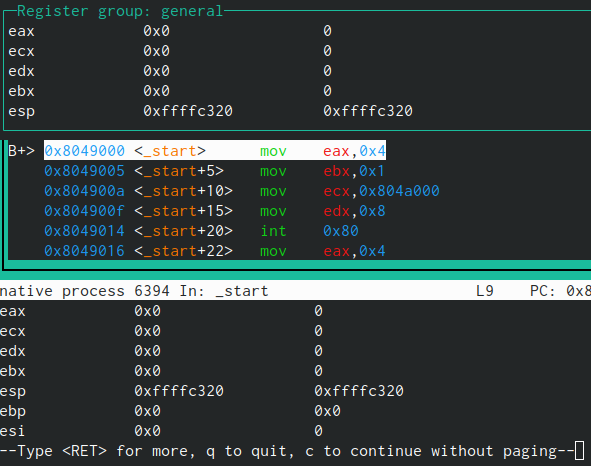 Register group: general
eax 0x0 0
ecx 0x0 0
edx 0x0 0
ebx 0x0 0
esp 0xffffc320 0xffffc320
B+> 0x8049000 <_start> mov eax,0x4
0x8049005 <_start+5> mov ebx,0x1
0x804900a <_start+10> mov ecx,0x804a000
0x804900f <_start+15> mov edx,0x8
0x8049014 <_start+20> int 0x80
0x8049016 <_start+22> mov eax,0x4
native process 6394 In: _start L9 PC: 0x8
eax 0x0 0
ecx 0x0 0
edx 0x0 0
ebx 0x0 0
esp 0xffffc320 0xffffc320
ebp 0x0 0x0
esi 0x0 0
--Type <RET> for more, q to quit, c to continue without paging--